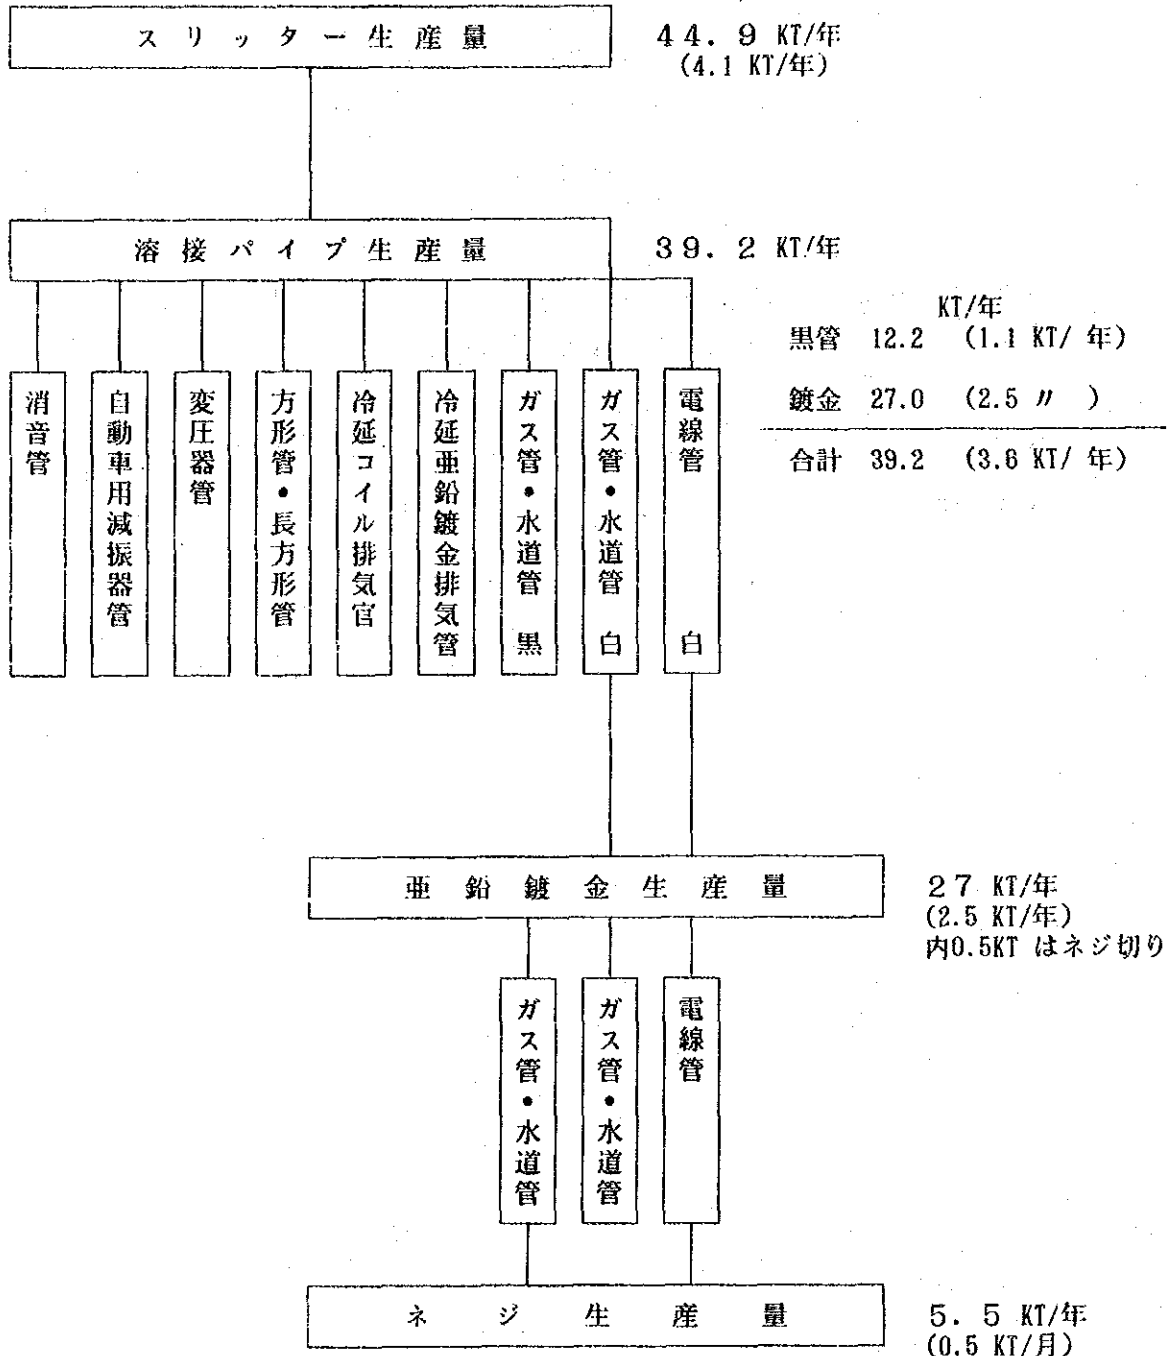 スリッター生産量
44.9 KT/年
(4.1 KT/年)
溶接パイプ生産量
39.2 KT/年
KT/年
黒管 12.2 (1.1 KT/ 年)
鍍金 27.0 (2.5 〃 )
合計 39.2 (3.6 KT/ 年)
消音管
自動車用減振器管
変圧器管
方形管・長方形管
冷延コイル排気官
冷延亜鉛鍍金排気管
ガス管・水道管 黒
ガス管・水道管 白
電線管 白
亜鉛鍍金生産量
27 KT/年
(2.5 KT/年)
内0.5KT はネジ切り
ガス管・水道管
ガス管・水道管
電線管
ネジ生産量
5.5 KT/年
(0.5 KT/月)